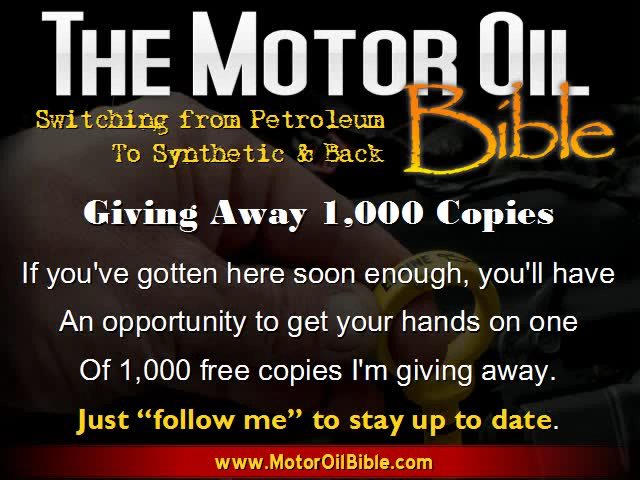 THE MOTOR OIL
Bible
Switching from Petroleum
To Synthetic & Back
Giving Away 1,000 Copies
If you've gotten here soon enough, you'll have
An opportunity to get your hands on one
Of 1,000 free copies I'm giving away.
Just “follow me” to stay up to date.
www.MotorOilBible.com